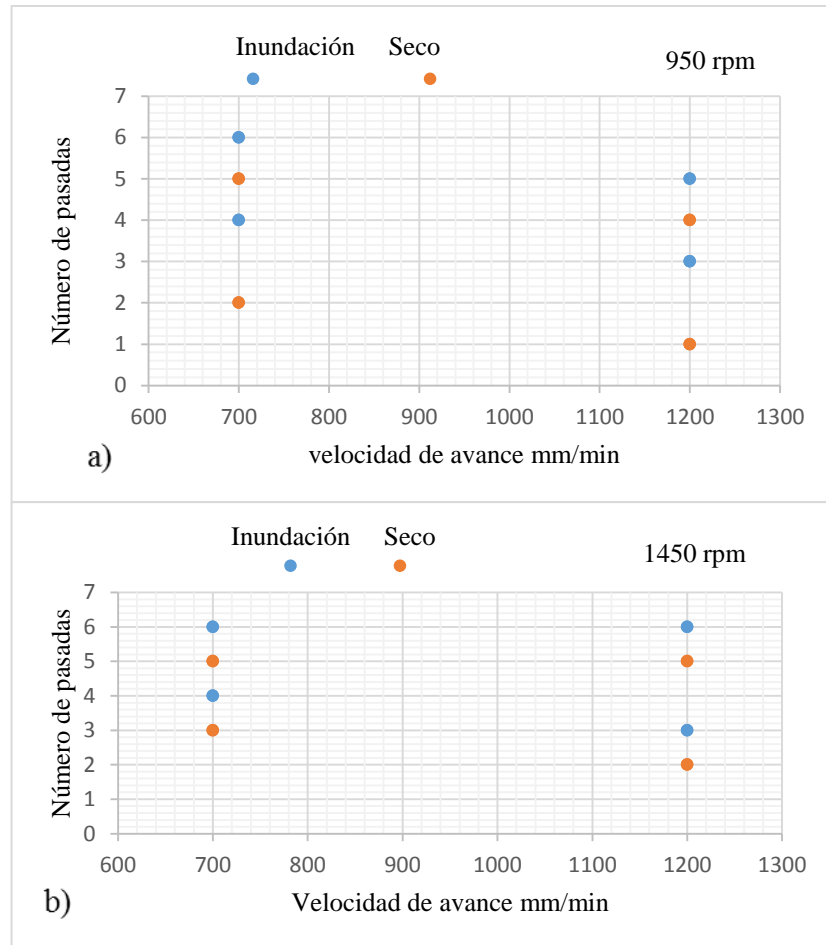 Inundación Seco 950 rpm
7
6
5
4
3
2
1
0
Número de pasadas
600 700 800 900 1000 1100 1200 1300
velocidad de avance mm/min
a)
Inundación Seco 1450 rpm
7
6
5
4
3
2
1
0
Número de pasadas
600 700 800 900 1000 1100 1200 1300
Velocidad de avance mm/min
b)